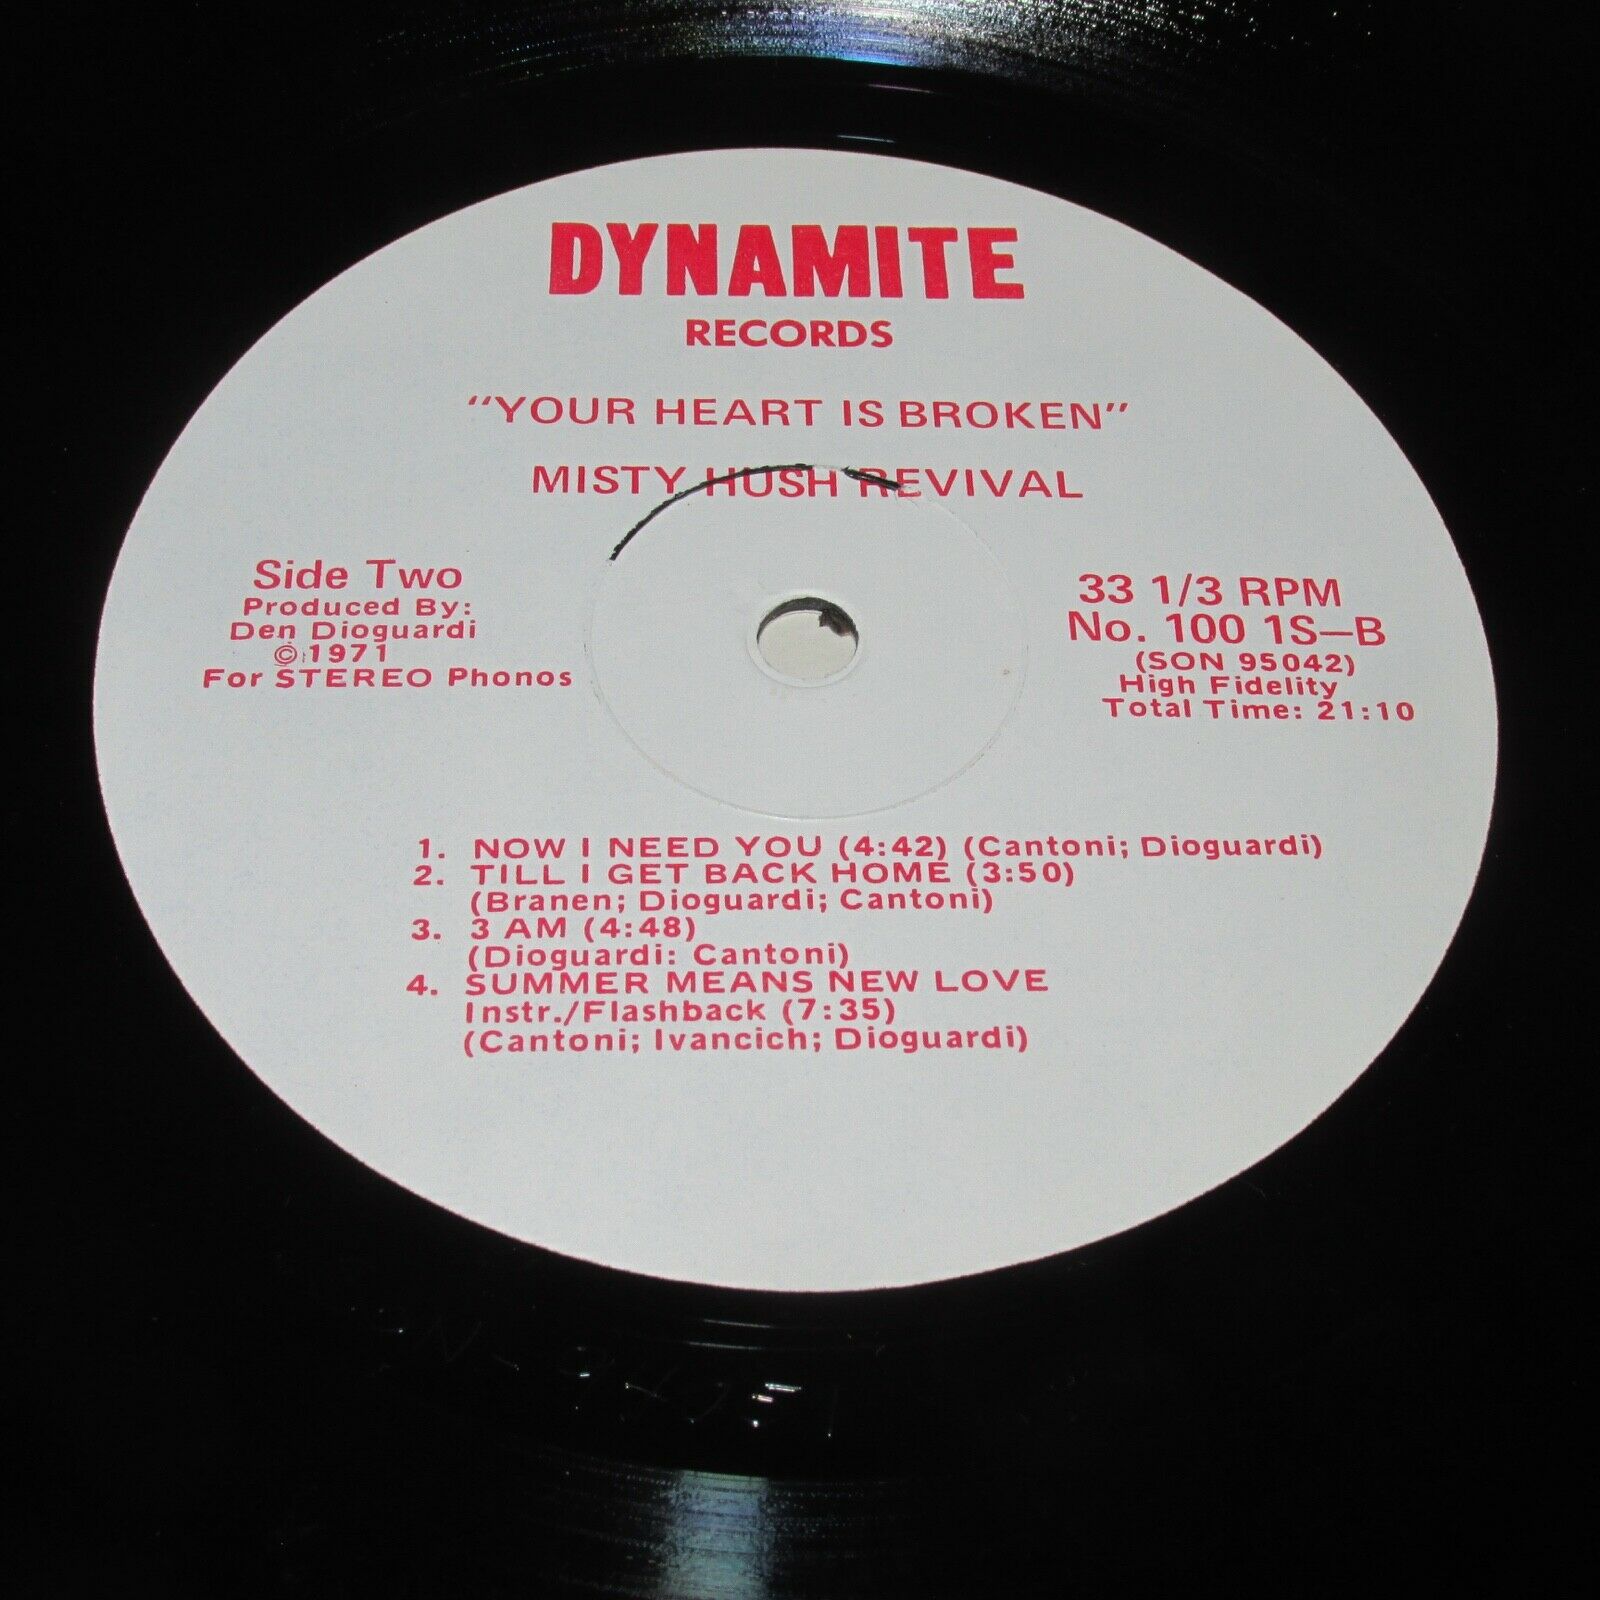 DYNAMITE
RECORDS
"YOUR HEART IS BROKEN"
MISTY HUSH REVIVAL
Side Two
Produced By:
Den Dioguardi
©1971
For STEREO Phonos
33 1/3 RPM
No. 100 1S–B
(SON 95042)
High Fidelity
Total Time: 21:10
1. NOW I NEED YOU (4:42) (Cantoni; Dioguardi)
2. TILL I GET BACK HOME (3:50)
(Branen; Dioguardi; Cantoni)
3. 3 AM (4:48)
(Dioguardi: Cantoni)
4. SUMMER MEANS NEW LOVE
Instr./Flashback (7:35)
(Cantoni; Ivancich; Dioguardi)